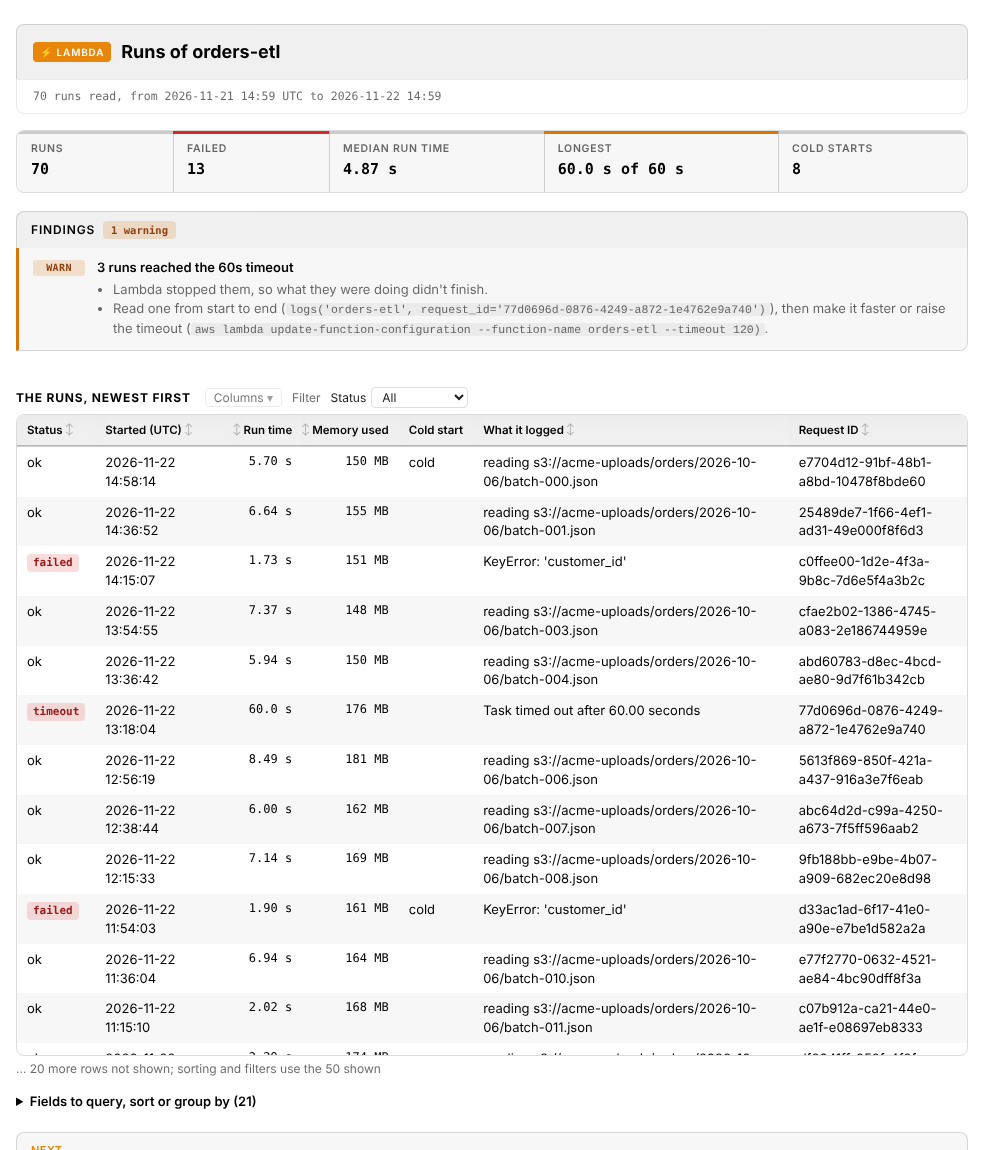 ⚡ LAMBDA Runs of orders-etl
70 runs read, from 2026-11-21 14:59 UTC to 2026-11-22 14:59
RUNS FAILED MEDIAN RUN TIME LONGEST COLD STARTS
70 13 4.87 s 60.0 s of 60 s 8
FINDINGS 1 warning
WARN 3 runs reached the 60s timeout
• Lambda stopped them, so what they were doing didn't finish.
• Read one from start to end ( logs('orders-etl', request_id='77d0696d-0876-4249-a872-1e4762e9a740') ), then make it faster or raise
the timeout ( aws lambda update-function-configuration --function-name orders-etl --timeout 120) .
THE RUNS, NEWEST FIRST Columns ▾ Filter Status All
Status Started (UTC) Run time Memory used Cold start What it logged Request ID
ok 2026-11-22 5.70 s 150 MB cold reading s3://acme-uploads/orders/2026-10- e7704d12-91bf-48b1-
14:58:14 06/batch-000.json a8bd-10478f8bde60
ok 2026-11-22 6.64 s 155 MB reading s3://acme-uploads/orders/2026-10- 25489de7-1f66-4ef1-
14:36:52 06/batch-001.json ad31-49e000f8f6d3
failed 2026-11-22 1.73 s 151 MB KeyError: 'customer_id' c0ffee00-1d2e-4f3a-
14:15:07 9b8c-7d6e5f4a3b2c
ok 2026-11-22 7.37 s 148 MB reading s3://acme-uploads/orders/2026-10- cfae2b02-1386-4745-
13:54:55 06/batch-003.json a083-2e186744959e
ok 2026-11-22 5.94 s 150 MB reading s3://acme-uploads/orders/2026-10- abd60783-d8ec-4bcd-
13:36:42 06/batch-004.json ae80-9d7f61b342cb
timeout 2026-11-22 60.0 s 176 MB Task timed out after 60.00 seconds 77d0696d-0876-4249-
13:18:04 a872-1e4762e9a740
ok 2026-11-22 8.49 s 181 MB reading s3://acme-uploads/orders/2026-10- 5613f869-850f-421a-
12:56:19 06/batch-006.json a437-916a3e7f6eab
ok 2026-11-22 6.00 s 162 MB reading s3://acme-uploads/orders/2026-10- abc64d2d-c99a-4250-
12:38:44 06/batch-007.json a673-7f5ff596aab2
ok 2026-11-22 7.14 s 169 MB reading s3://acme-uploads/orders/2026-10- 9fb188bb-e9be-4b07-
12:15:33 06/batch-008.json a909-682ec20e8d98
failed 2026-11-22 1.90 s 161 MB cold KeyError: 'customer_id' d33ac1ad-6f17-41e0-
11:54:03 a90e-e7be1d582a2a
ok 2026-11-22 6.94 s 164 MB reading s3://acme-uploads/orders/2026-10- e77f2770-0632-4521-
11:36:04 06/batch-010.json ae84-4bc90dff8f3a
ok 2026-11-22 2.02 s 168 MB reading s3://acme-uploads/orders/2026-10- c07b912a-ca21-44e0-
11:15:10 06/batch-011.json ae1f-e08697eb8333
... 20 more rows not shown; sorting and filters use the 50 shown
▶ Fields to query, sort or group by (21)
NEXT